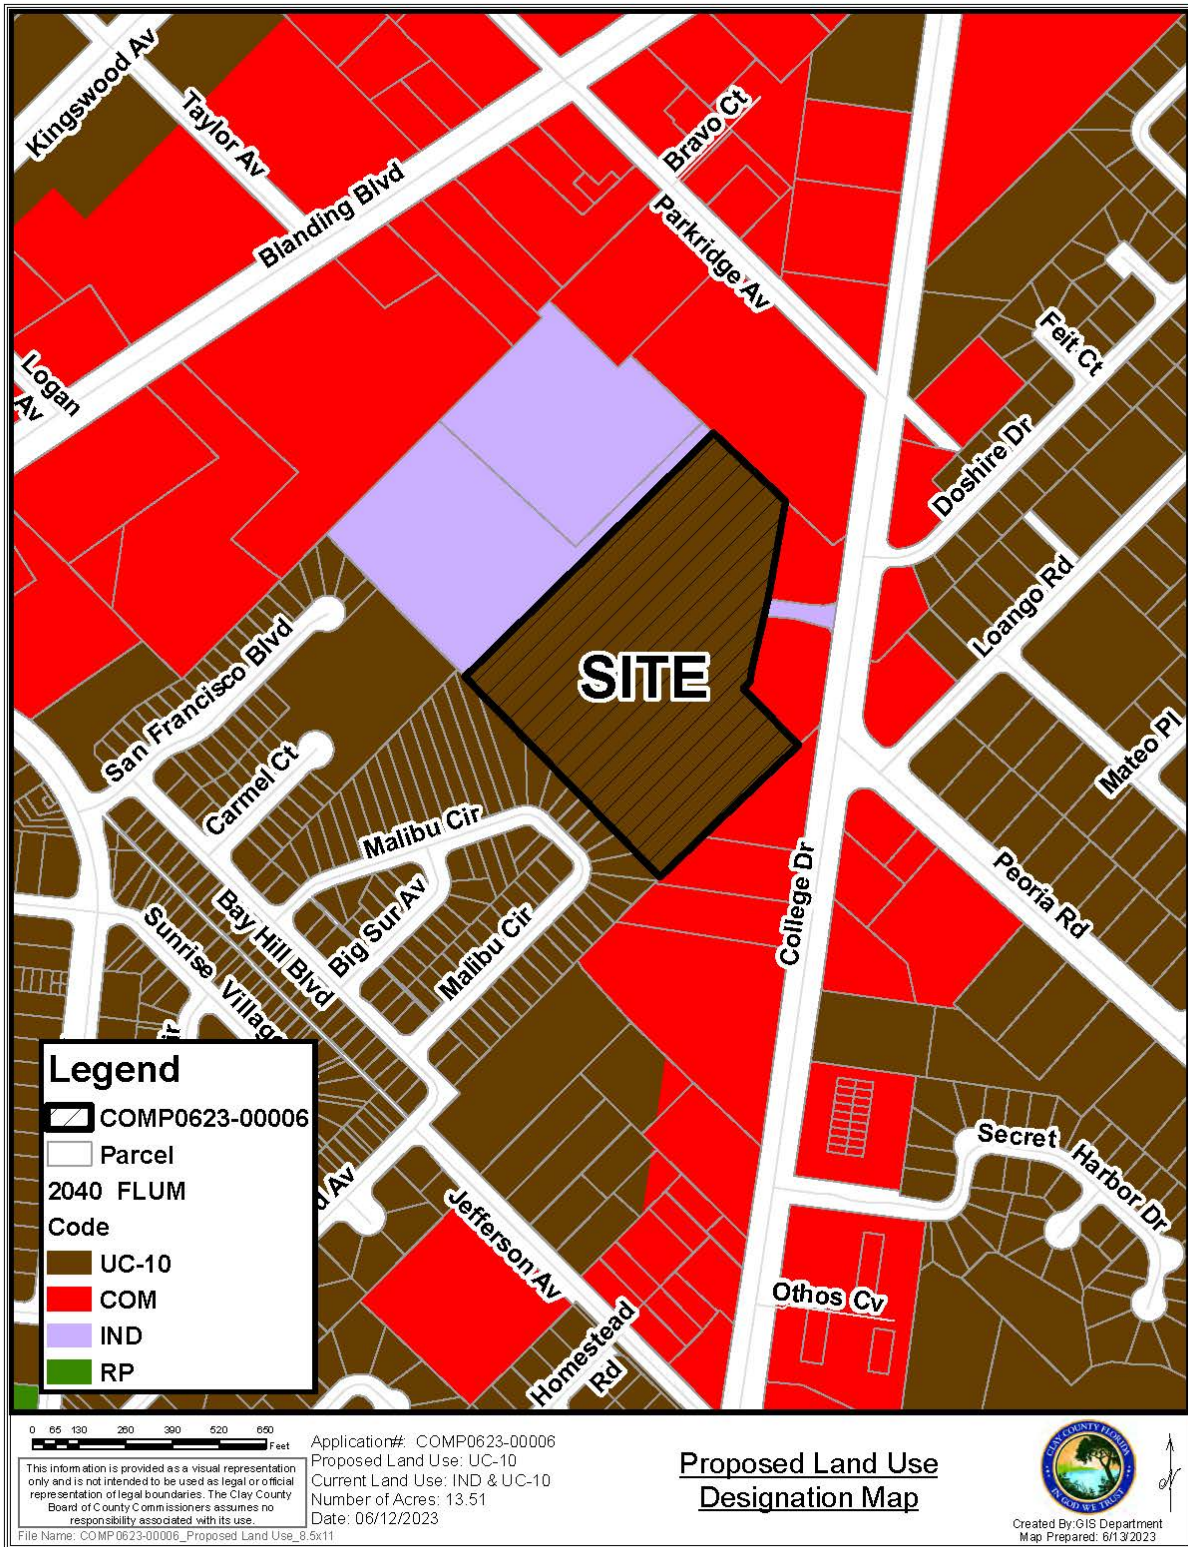 Kingswood Av
Taylor Av
Blanding Blvd
Bravo Ct
Parkridge Av
Logan
Av
Feit Ct
Doshire Dr
Loango Rd
Mateo Pl
SITE
San Francisco Blvd
Carmel Ct
Malibu Cir
Big Sur Av
Malibu Cir
Bay Hill Blvd
Sunrise Village
ir
College Dr
Peoria Rd
Secret Harbor Dr
d Av
Jefferson Av
Othos Cv
Homestead
Rd
Legend
COMP0623-00006
Parcel
2040 FLUM
Code
UC-10
COM
IND
RP
0 65 130 260 390 520 650
Feet
This information is provided as a visual representation
only and is not intended to be used as legal or official
representation of legal boundaries. The Clay County
Board of County Commissioners assumes no
responsibility associated with its use.
File Name: COMP0623-00006_Proposed Land Use_8.5x11
Application#: COMP0623-00006
Proposed Land Use: UC-10
Current Land Use: IND & UC-10
Number of Acres: 13.51
Date: 06/12/2023
Proposed Land Use
Designation Map
CLAY COUNTY FLORIDA
IN GOD WE TRUST
N
Created By:GIS Department
Map Prepared: 6/13/2023